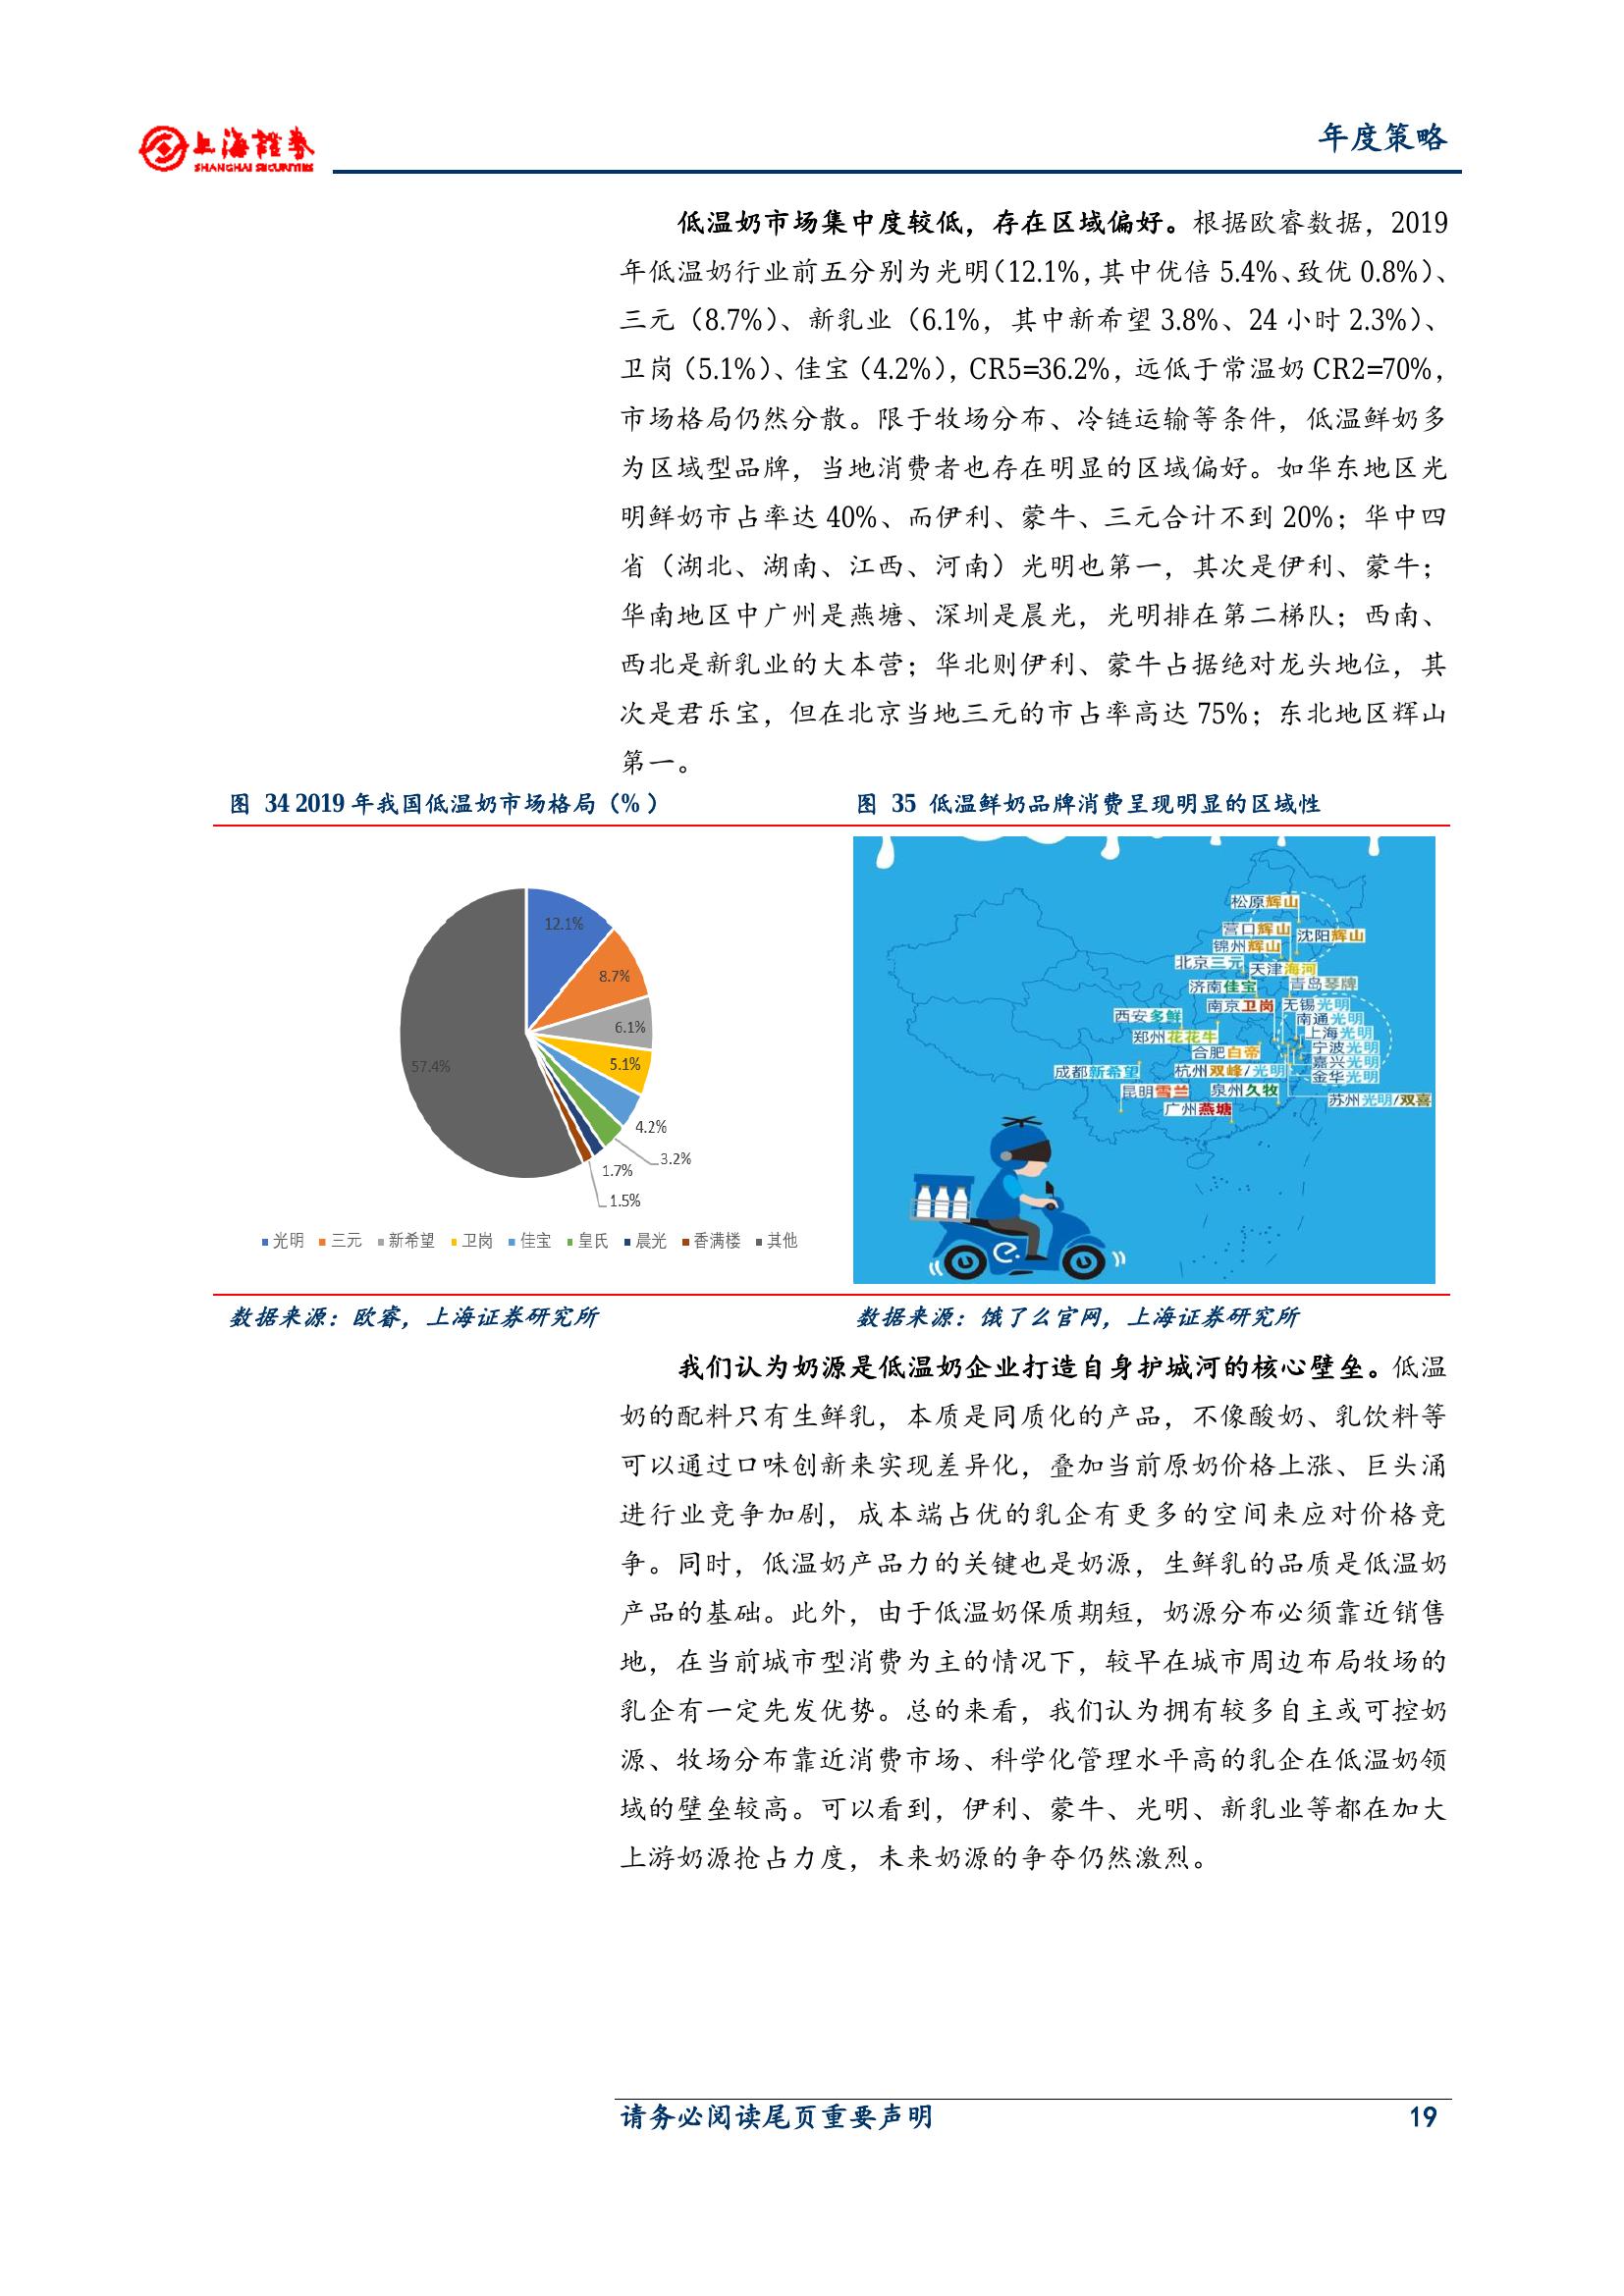 上海證券
SHANGHAI SECURITIES
年度策略
低温奶市场集中度较低，存在区域偏好。根据欧睿数据，2019
年低温奶行业前五分别为光明（12.1%，其中优倍 5.4%、致优 0.8%）、
三元（8.7%）、新乳业（6.1%，其中新希望 3.8%、24 小时 2.3%）、
卫岗（5.1%）、佳宝（4.2%），CR5=36.2%，远低于常温奶 CR2=70%，
市场格局仍然分散。限于牧场分布、冷链运输等条件，低温鲜奶多
为区域型品牌，当地消费者也存在明显的区域偏好。如华东地区光
明鲜奶市占率达 40%、而伊利、蒙牛、三元合计不到 20%；华中四
省（湖北、湖南、江西、河南）光明也第一，其次是伊利、蒙牛；
华南地区中广州是燕塘、深圳是晨光，光明排在第二梯队；西南、
西北是新乳业的大本营；华北则伊利、蒙牛占据绝对龙头地位，其
次是君乐宝，但在北京当地三元的市占率高达 75%；东北地区辉山
第一。
图 34 2019 年我国低温奶市场格局（%）
12.1%
8.7%
6.1%
5.1%
4.2%
3.2%
1.7%
1.5%
57.4%
光明 三元 新希望 卫岗 佳宝 皇氏 晨光 香满楼 其他
数据来源：欧睿，上海证券研究所
图 35 低温鲜奶品牌消费呈现明显的区域性
松原辉山
营口辉山
沈阳辉山
锦州辉山
北京三元
天津海河
济南佳宝
青岛琴牌
南京卫岗
无锡光明
西安多鲜
南通光明
上海光明
郑州花花牛
宁波光明
合肥白帝
嘉兴光明
成都新希望
杭州双峰/光明
金华光明
昆明雪兰
泉州久牧
苏州光明/双喜
广州燕塘
e.
数据来源：饿了么官网，上海证券研究所
我们认为奶源是低温奶企业打造自身护城河的核心壁垒。低温
奶的配料只有生鲜乳，本质是同质化的产品，不像酸奶、乳饮料等
可以通过口味创新来实现差异化，叠加当前原奶价格上涨、巨头涌
进行业竞争加剧，成本端占优的乳企有更多的空间来应对价格竞
争。同时，低温奶产品力的关键也是奶源，生鲜乳的品质是低温奶
产品的基础。此外，由于低温奶保质期短，奶源分布必须靠近销售
地，在当前城市型消费为主的情况下，较早在城市周边布局牧场的
乳企有一定先发优势。总的来看，我们认为拥有较多自主或可控奶
源、牧场分布靠近消费市场、科学化管理水平高的乳企在低温奶领
域的壁垒较高。可以看到，伊利、蒙牛、光明、新乳业等都在加大
上游奶源抢占力度，未来奶源的争夺仍然激烈。
请务必阅读尾页重要声明
19